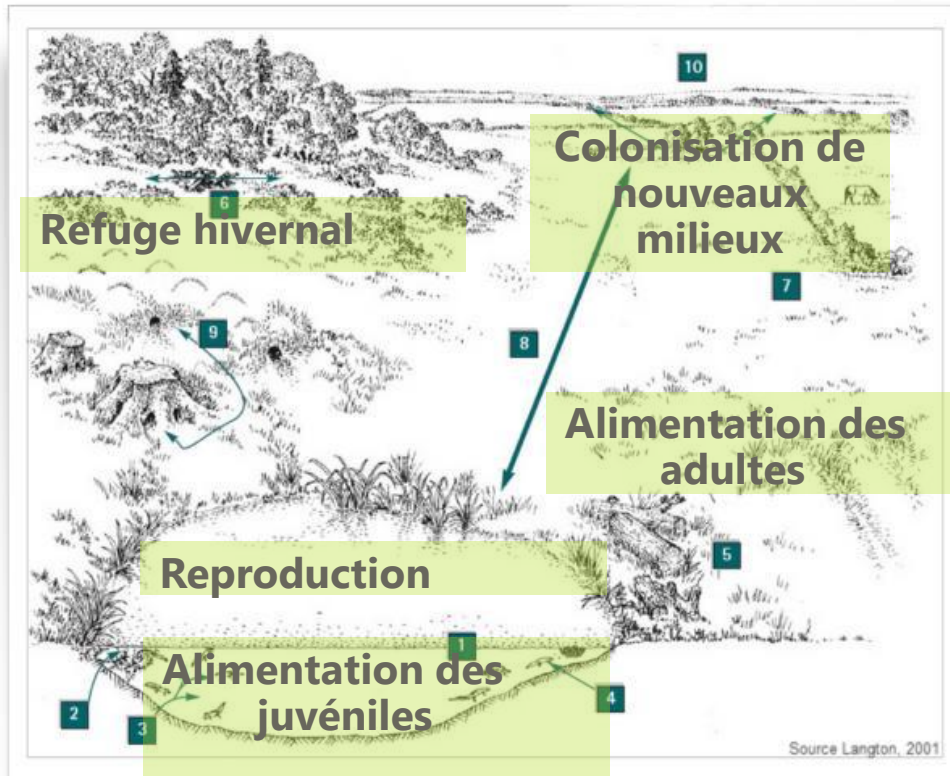 10
Colonisation de
nouveaux
milieux
6
Refuge hivernal
7
9
8
Alimentation des
adultes
5
Reproduction
1
Alimentation des
juvéniles
2
3
4
Source Langton, 2001